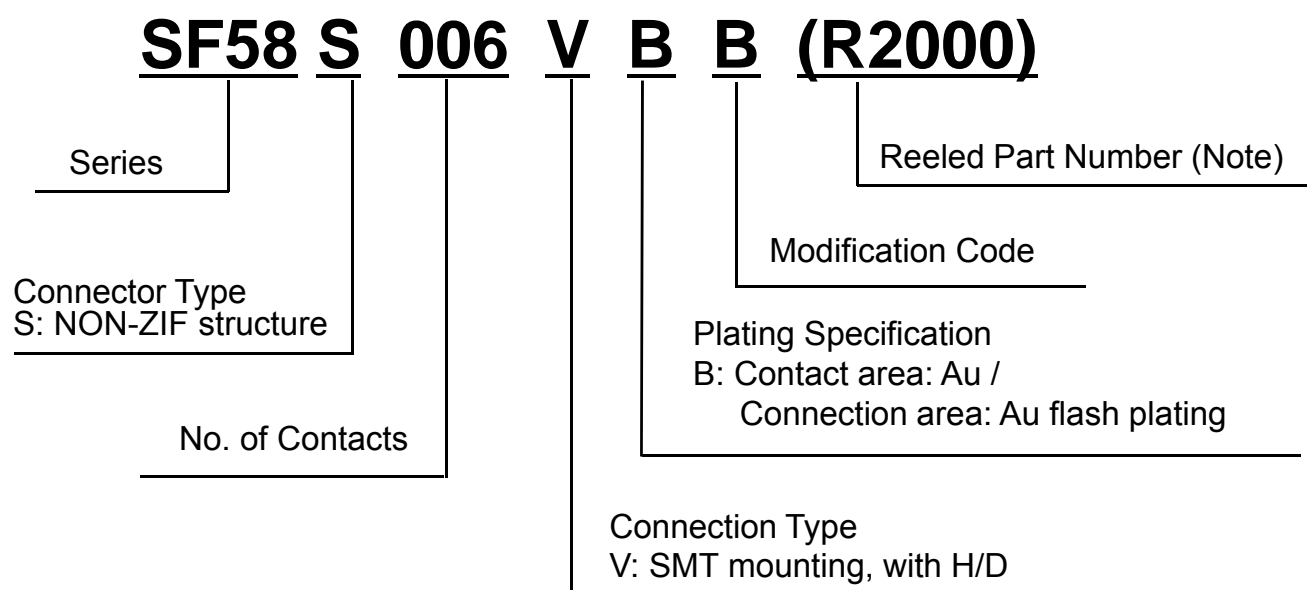 SF58 S 006 V B B (R2000)
Series
Reeled Part Number (Note)
Modification Code
Connector Type
S: NON-ZIF structure
Plating Specification
B: Contact area: Au /
Connection area: Au flash plating
No. of Contacts
Connection Type
V: SMT mounting, with H/D